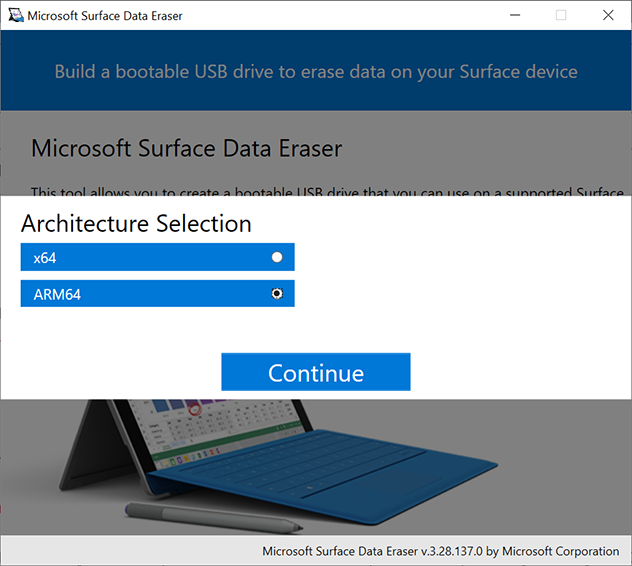 Microsoft Surface Data Eraser
Build a bootable USB drive to erase data on your Surface device
Microsoft Surface Data Eraser
This tool allows you to create a bootable USB drive that you can use on a supported Surface
Architecture Selection
x64
ARM64
Continue
Microsoft Surface Data Eraser v.3.28.137.0 by Microsoft Corporation